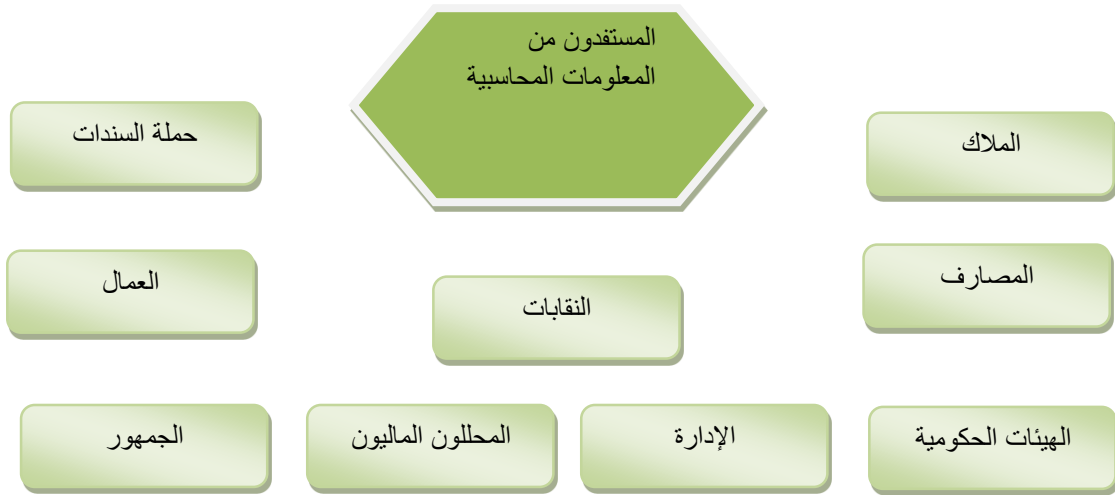 المستفدون من
المعلومات المحاسبية
الملاك
حملة السندات
المصارف
العمال
النقابات
الهيئات الحكومية
الإدارة
المحللون الماليون
الجمهور